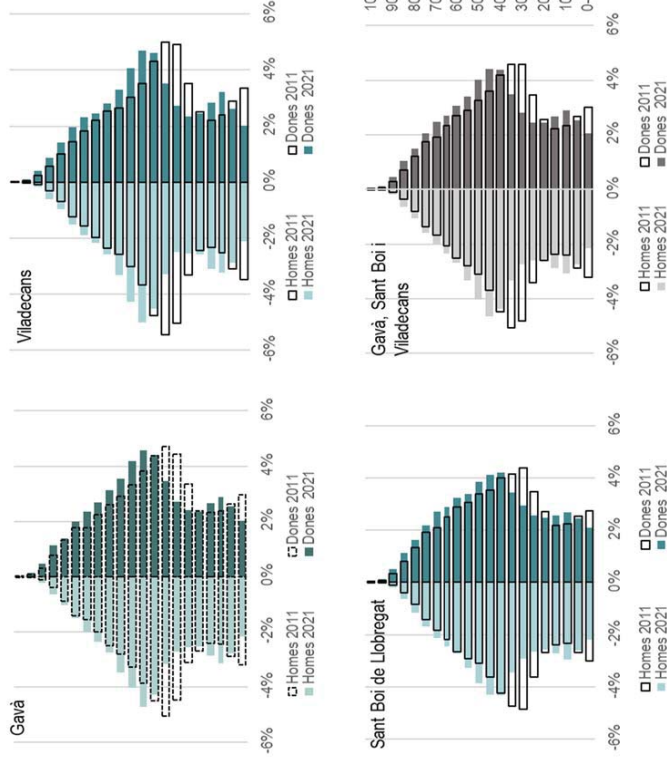 Gavà
-6% -4% -2% 0% 2% 4% 6%
Homes 2011 Dones 2011
Homes 2021 Dones 2021
Viladecans
-6% -4% -2% 0% 2% 4% 6%
Homes 2011 Dones 2011
Homes 2021 Dones 2021
Sant Boi de Llobregat
-6% -4% -2% 0% 2% 4% 6%
Homes 2011 Dones 2011
Homes 2021 Dones 2021
Gavà, Sant Boi i
Viladecans
-6% -4% -2% 0% 2% 4% 6%
Homes 2011 Dones 2011
Homes 2021 Dones 2021